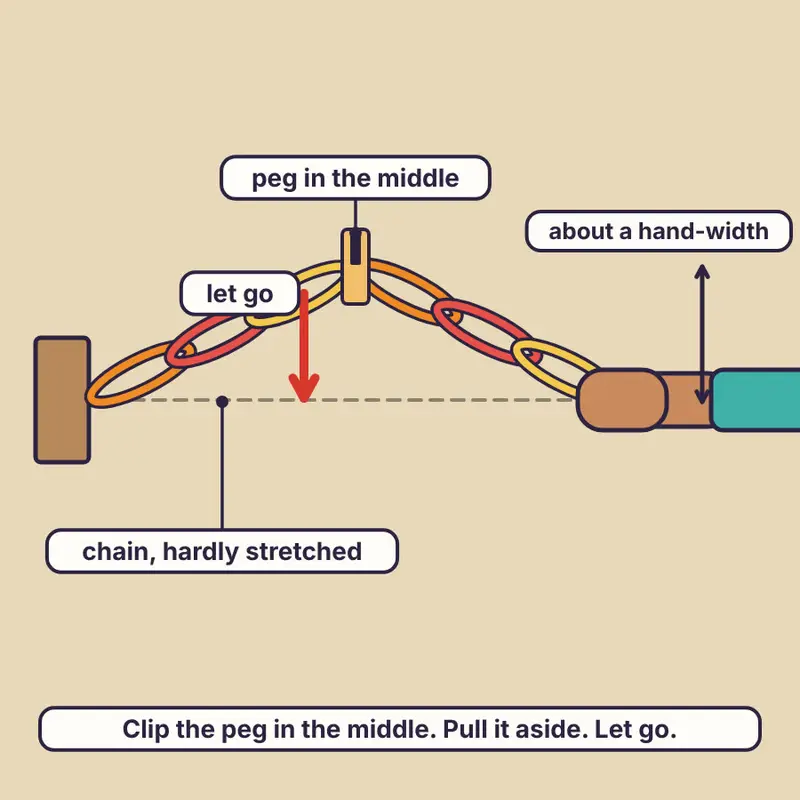 peg in the middle
about a hand-width
let go
chain, hardly stretched
Clip the peg in the middle. Pull it aside. Let go.